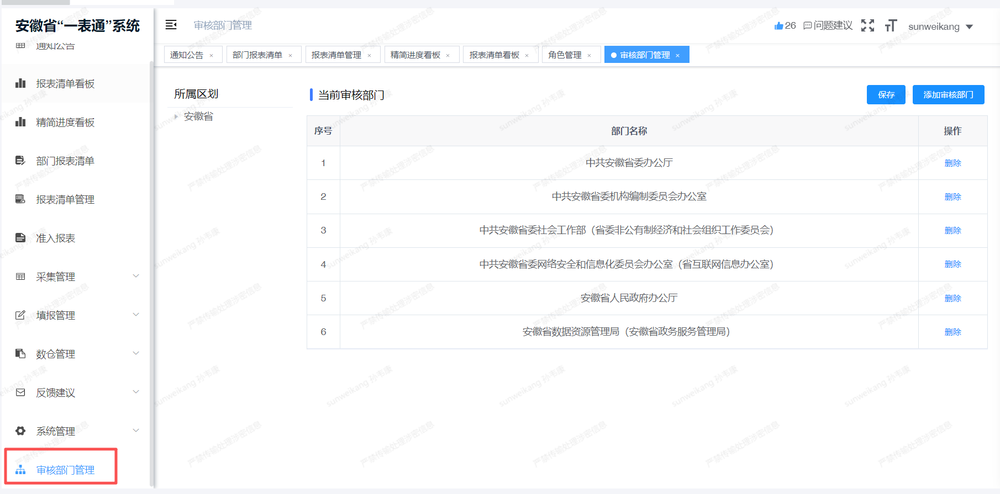 安徽省“一表通”系统
通知公告
报表清单看板
精简进度看板
部门报表清单
报表清单管理
准入报表
采集管理
填报管理
数仓管理
反馈建议
系统管理
审核部门管理
审核部门管理
26 问题建议 sunweikang
通知公告 × 部门报表清单 × 报表清单管理 × 精简进度看板 × 报表清单看板 × 角色管理 × 审核部门管理 ×
所属区划
安徽省
当前审核部门
保存 添加审核部门
序号 部门名称 操作
1 中共安徽省委办公厅 删除
2 中共安徽省委机构编制委员会办公室 删除
3 中共安徽省委社会工作部（省委非公有制经济和社会组织工作委员会） 删除
4 中共安徽省委网络安全和信息化委员会办公室（省互联网信息办公室） 删除
5 安徽省人民政府办公厅 删除
6 安徽省数据资源管理局（安徽省政务服务管理局） 删除
严禁传输处理涉密信息
sunweikang 孙韦康